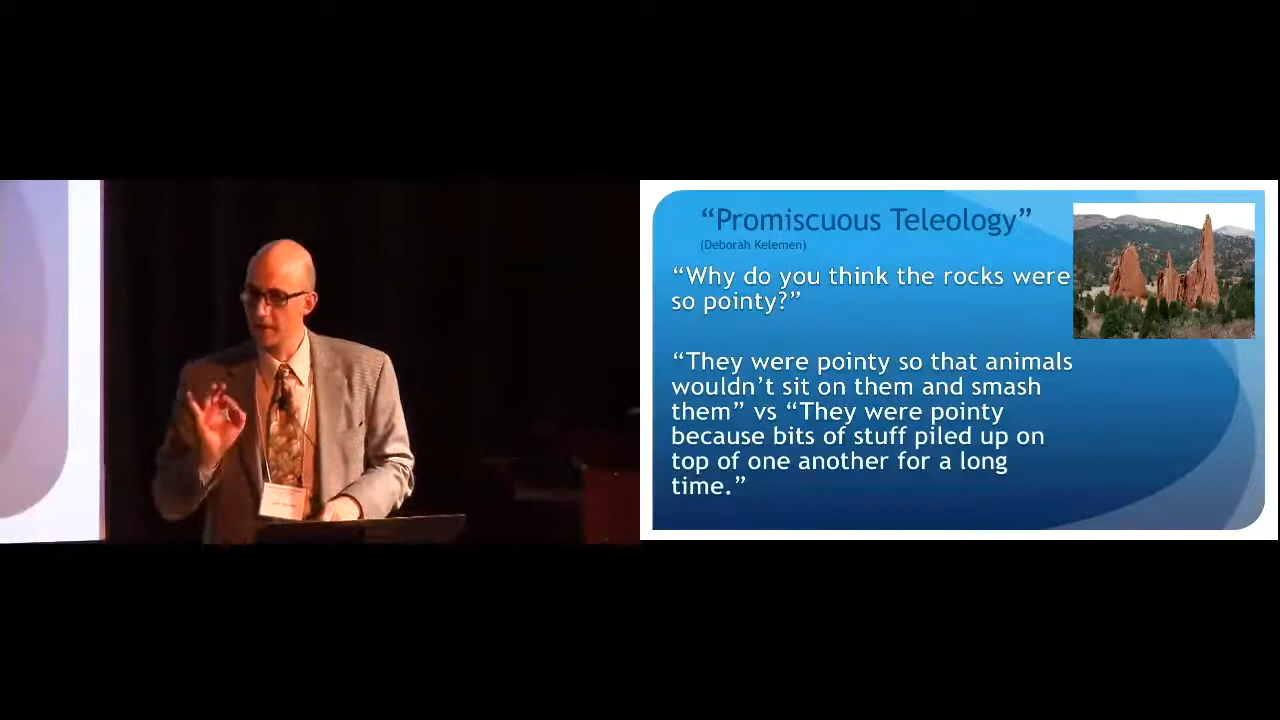 “Promiscuous Teleology”
(Deborah Kelemen)
“Why do you think the rocks were
so pointy?”
“They were pointy so that animals
wouldn’t sit on them and smash
them” vs “They were pointy
because bits of stuff piled up on
top of one another for a long
time.”